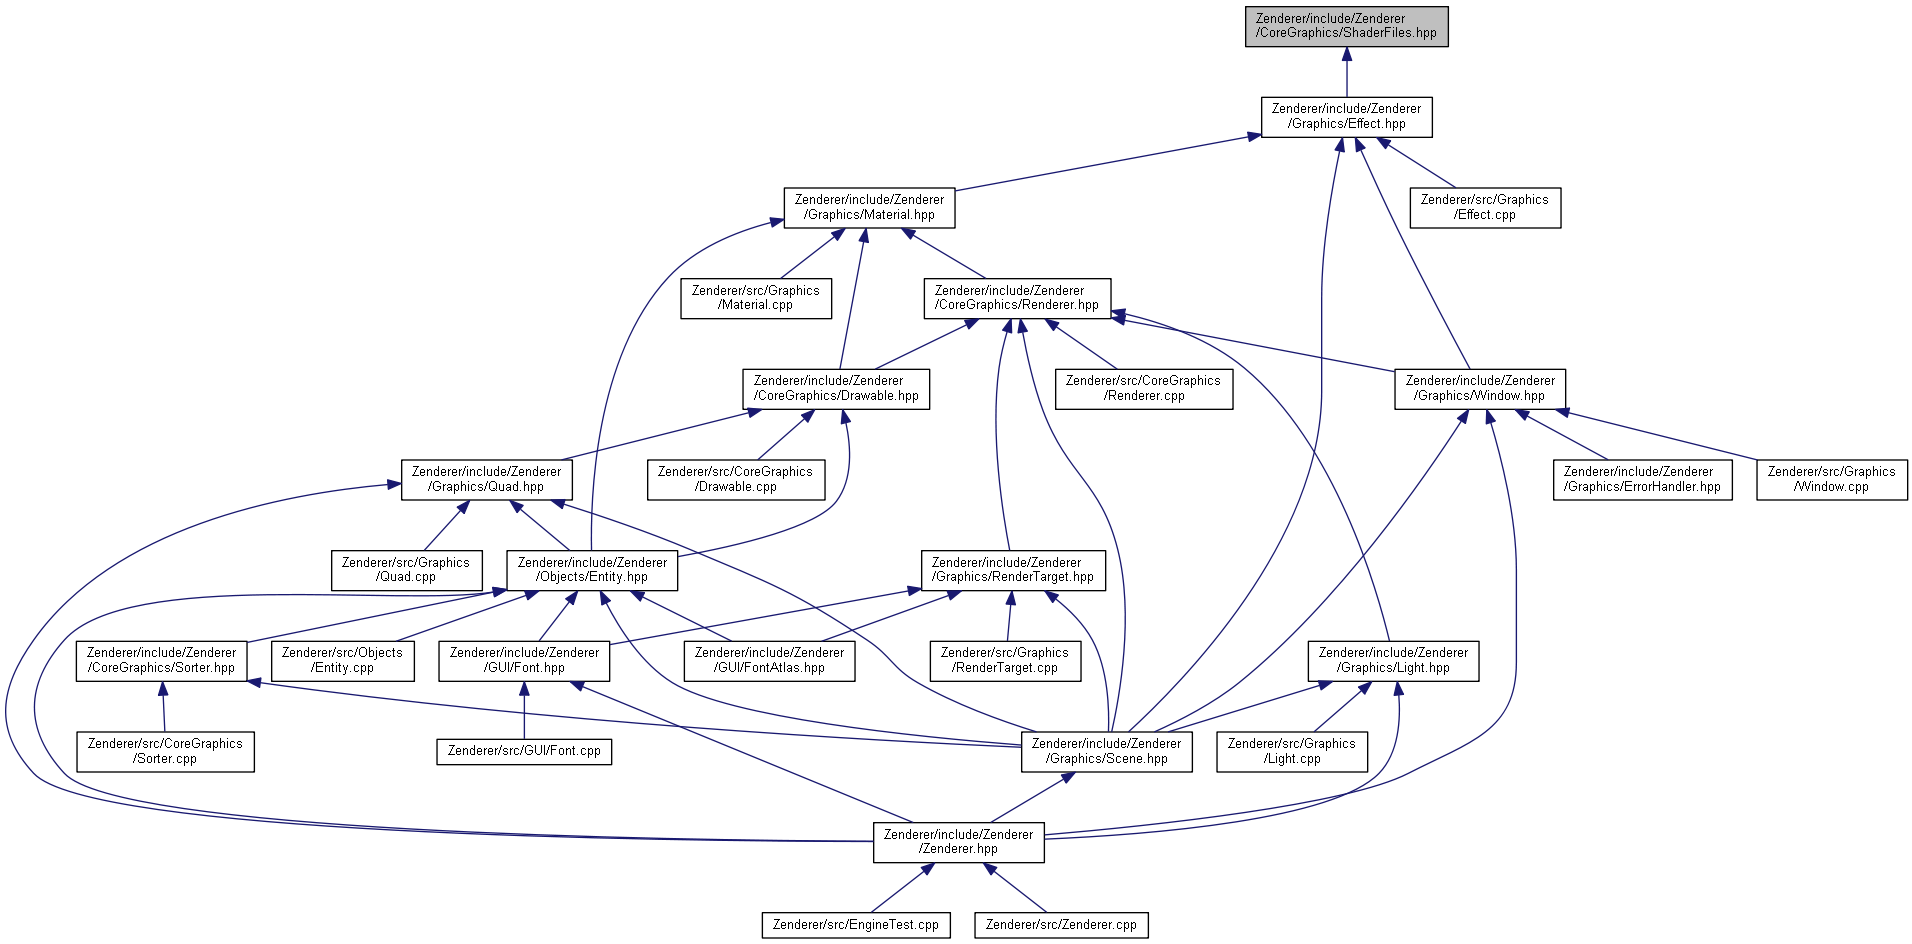 Zenderer/include/Zenderer
/CoreGraphics/ShaderFiles.hpp
Zenderer/include/Zenderer
/Graphics/Effect.hpp
Zenderer/include/Zenderer
/Graphics/Material.hpp
Zenderer/src/Graphics
/Effect.cpp
Zenderer/src/Graphics
/Material.cpp
Zenderer/include/Zenderer
/CoreGraphics/Renderer.hpp
Zenderer/include/Zenderer
/CoreGraphics/Drawable.hpp
Zenderer/src/CoreGraphics
/Renderer.cpp
Zenderer/include/Zenderer
/Graphics/Window.hpp
Zenderer/include/Zenderer
/Graphics/Quad.hpp
Zenderer/src/CoreGraphics
/Drawable.cpp
Zenderer/include/Zenderer
/Graphics/ErrorHandler.hpp
Zenderer/src/Graphics
/Window.cpp
Zenderer/src/Graphics
/Quad.cpp
Zenderer/include/Zenderer
/Objects/Entity.hpp
Zenderer/include/Zenderer
/Graphics/RenderTarget.hpp
Zenderer/include/Zenderer
/CoreGraphics/Sorter.hpp
Zenderer/src/Objects
/Entity.cpp
Zenderer/include/Zenderer
/GUI/Font.hpp
Zenderer/include/Zenderer
/GUI/FontAtlas.hpp
Zenderer/src/Graphics
/RenderTarget.cpp
Zenderer/include/Zenderer
/Graphics/Light.hpp
Zenderer/src/CoreGraphics
/Sorter.cpp
Zenderer/src/GUI/Font.cpp
Zenderer/include/Zenderer
/Graphics/Scene.hpp
Zenderer/src/Graphics
/Light.cpp
Zenderer/include/Zenderer
/Zenderer.hpp
Zenderer/src/EngineTest.cpp
Zenderer/src/Zenderer.cpp